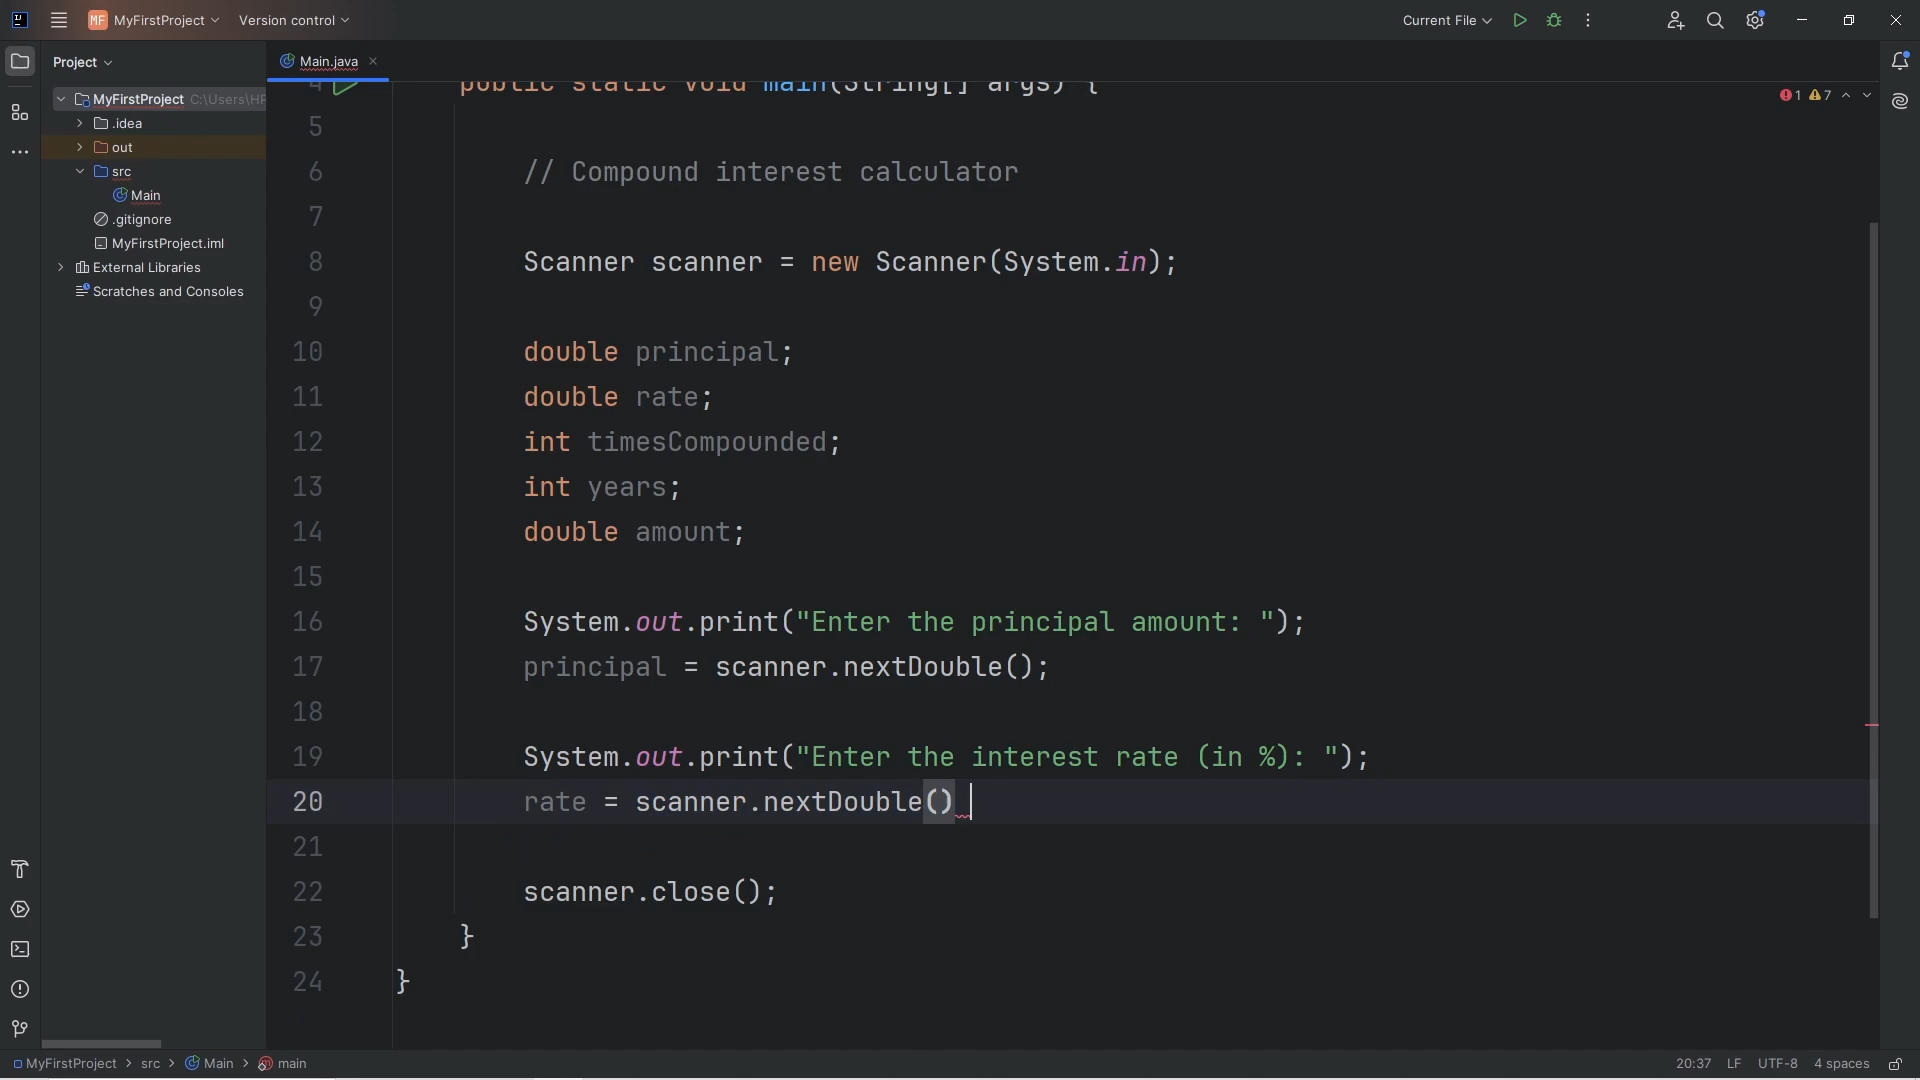 MF MyFirstProject Version control Current File
Project
Main.java
MyFirstProject C:\Users\HP
.idea
out
src
Main
.gitignore
MyFirstProject.iml
External Libraries
Scratches and Consoles
1 7
4 public static void main(String[] args) {
5
6 // Compound interest calculator
7
8 Scanner scanner = new Scanner(System.in);
9
10 double principal;
11 double rate;
12 int timesCompounded;
13 int years;
14 double amount;
15
16 System.out.print("Enter the principal amount: ");
17 principal = scanner.nextDouble();
18
19 System.out.print("Enter the interest rate (in %): ");
20 rate = scanner.nextDouble()
21
22 scanner.close();
23 }
24 }
MyFirstProject > src > Main > main 20:37 LF UTF-8 4 spaces